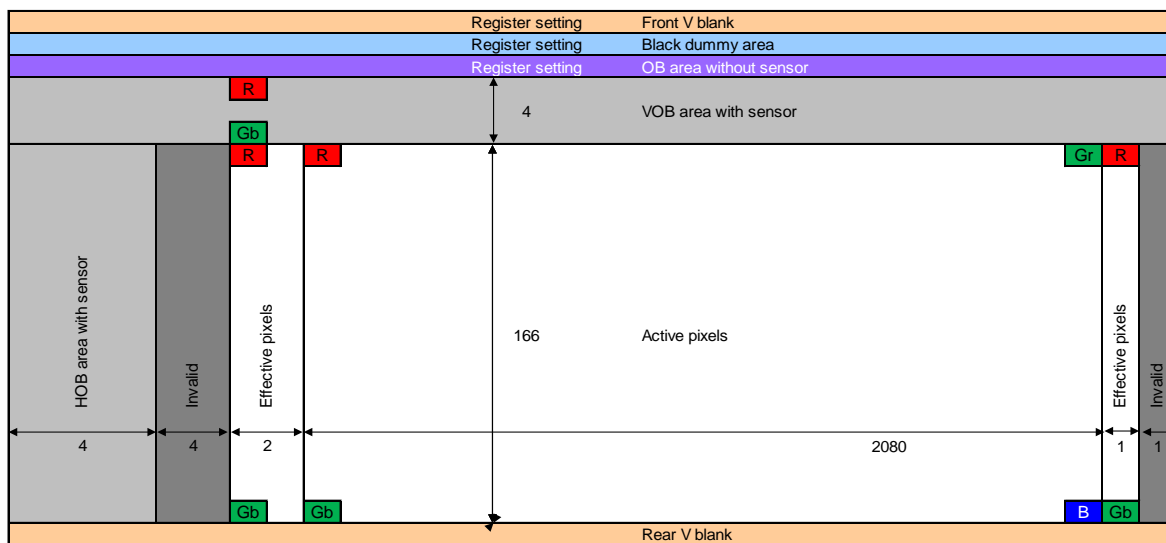 Register setting Front V blank
Register setting Black dummy area
Register setting OB area without sensor
R
4 VOB area with sensor
Gb
R R Gr R
HOB area with sensor
Invalid
Effective pixels
166 Active pixels
Effective pixels
Invalid
4 4 2 2080 1 1
Gb Gb B Gb
Rear V blank